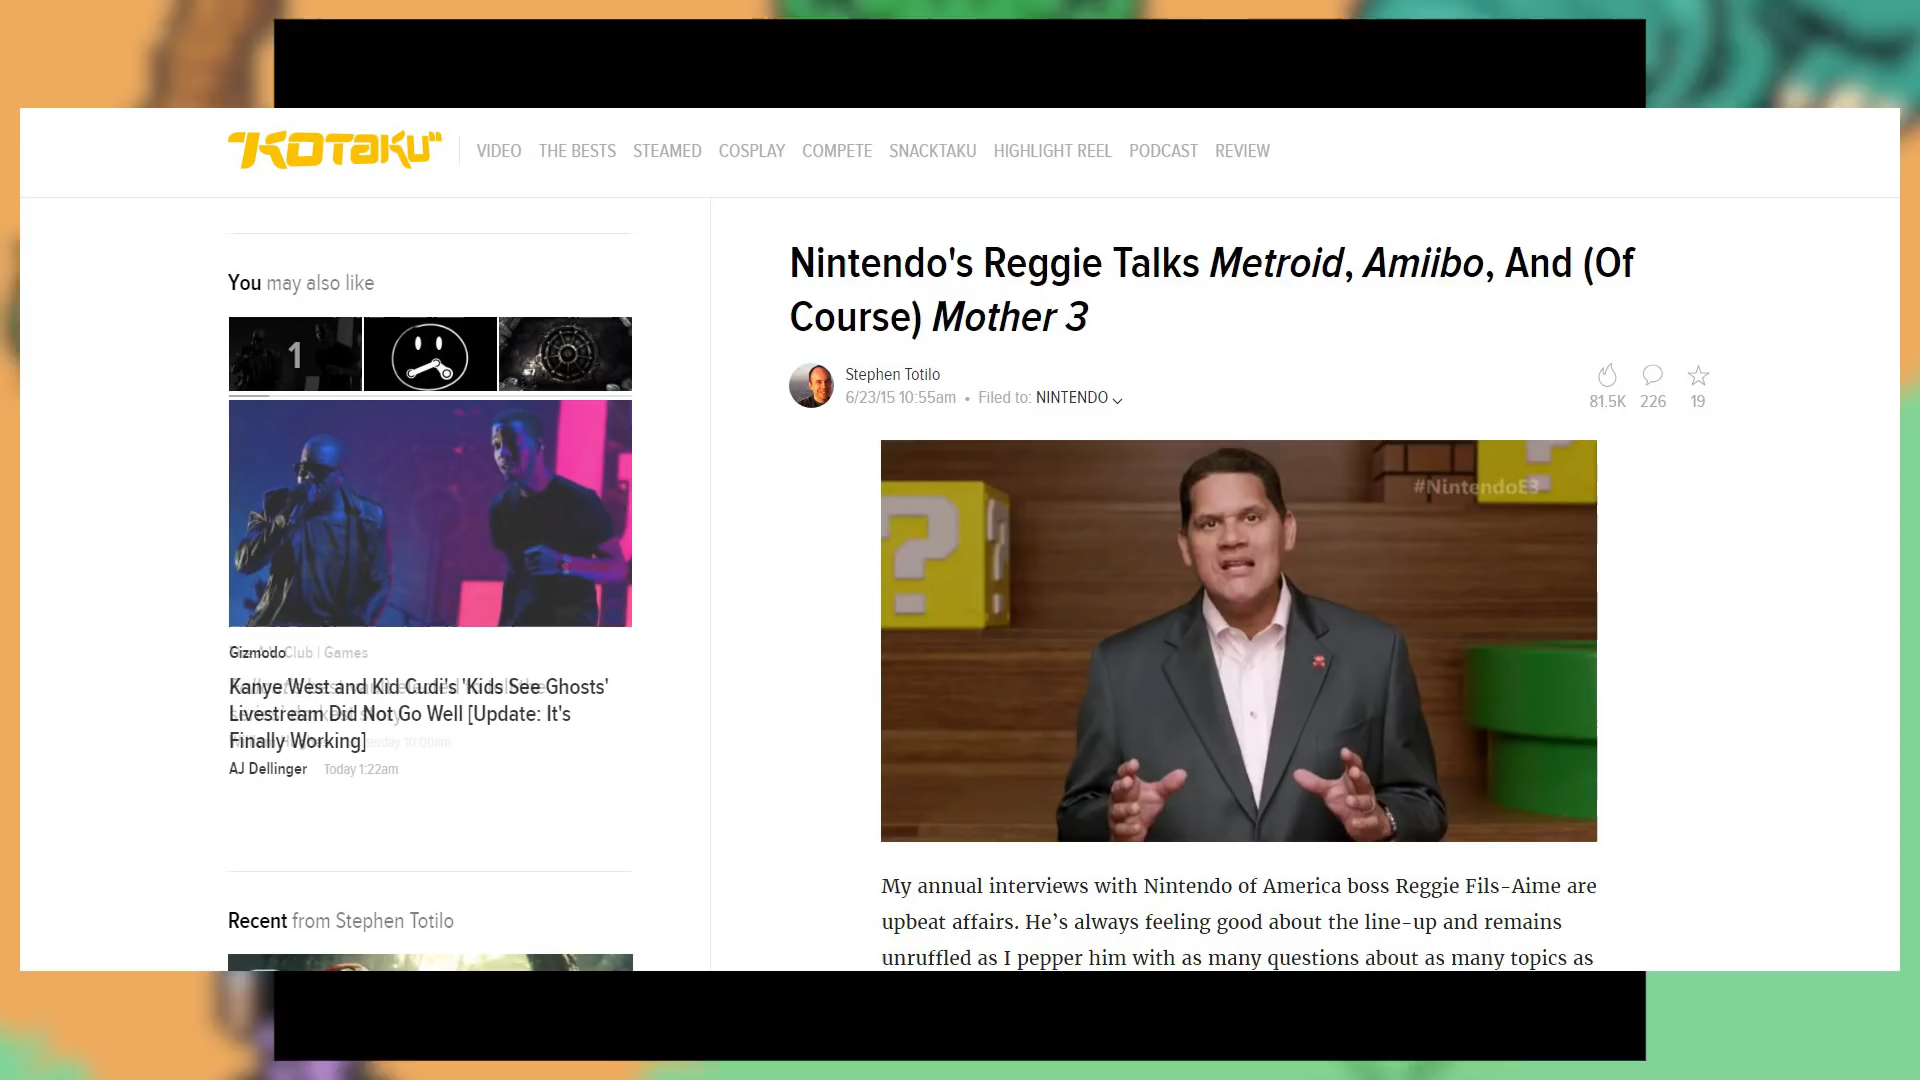 KOTAKU
VIDEO THE BESTS STEAMED COSPLAY COMPETE SNACKTAKU HIGHLIGHT REEL PODCAST REVIEW
You may also like
1
Gizmodo
Club | Games
Kanye West and Kid Cudi's 'Kids See Ghosts'
Livestream Did Not Go Well [Update: It's
Finally Working]
AJ Dellinger Today 1:22am
Recent from Stephen Totilo
Nintendo's Reggie Talks Metroid, Amiibo, And (Of
Course) Mother 3
Stephen Totilo
6/23/15 10:55am • Filed to: NINTENDO
81.5K 226 19
#NintendoE3
? ?
My annual interviews with Nintendo of America boss Reggie Fils-Aime are
upbeat affairs. He’s always feeling good about the line-up and remains
unruffled as I pepper him with as many questions about as many topics as